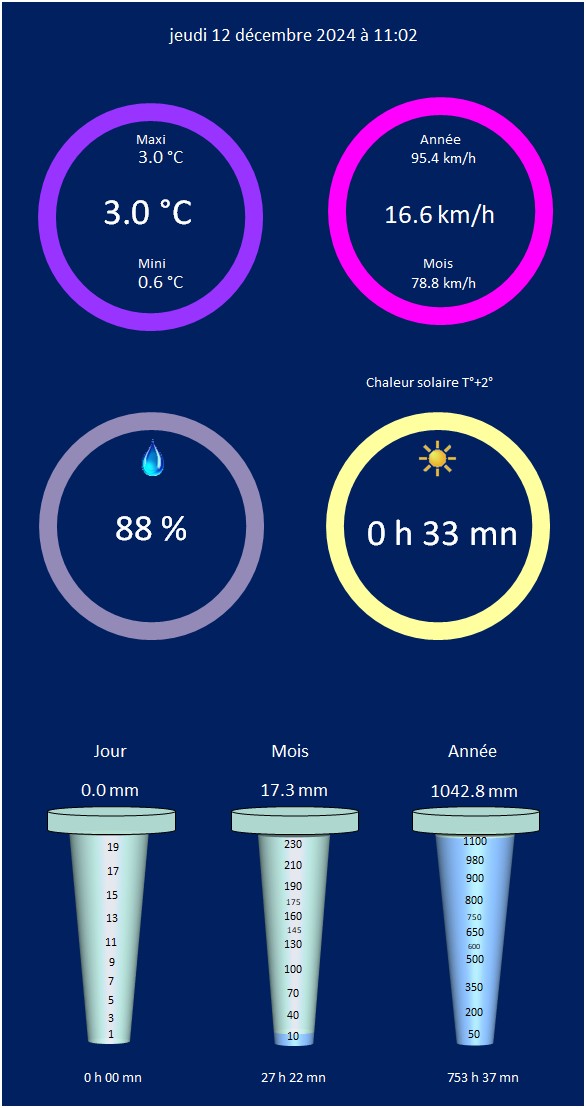 jeudi 12 décembre 2024 à 11:02
Maxi
3.0 °C
3.0 °C
Mini
0.6 °C
Année
95.4 km/h
16.6 km/h
Mois
78.8 km/h
Chaleur solaire T°+2°
88 %
0 h 33 mn
Jour
0.0 mm
19
17
15
13
11
9
7
5
3
1
0 h 00 mn
Mois
17.3 mm
230
210
190
175
160
145
130
100
70
40
10
27 h 22 mn
Année
1042.8 mm
1100
980
900
800
750
650
600
500
350
200
50
753 h 37 mn